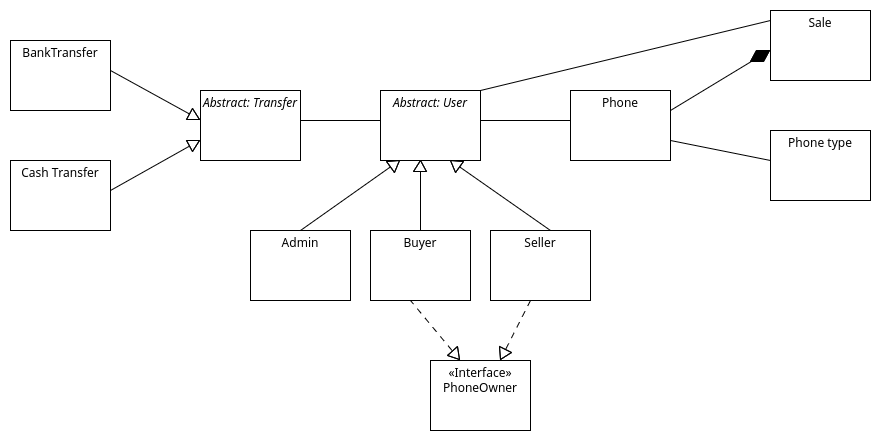 Sale
BankTransfer
Abstract: Transfer
Abstract: User
Phone
Phone type
Cash Transfer
Admin
Buyer
Seller
«Interface»
PhoneOwner